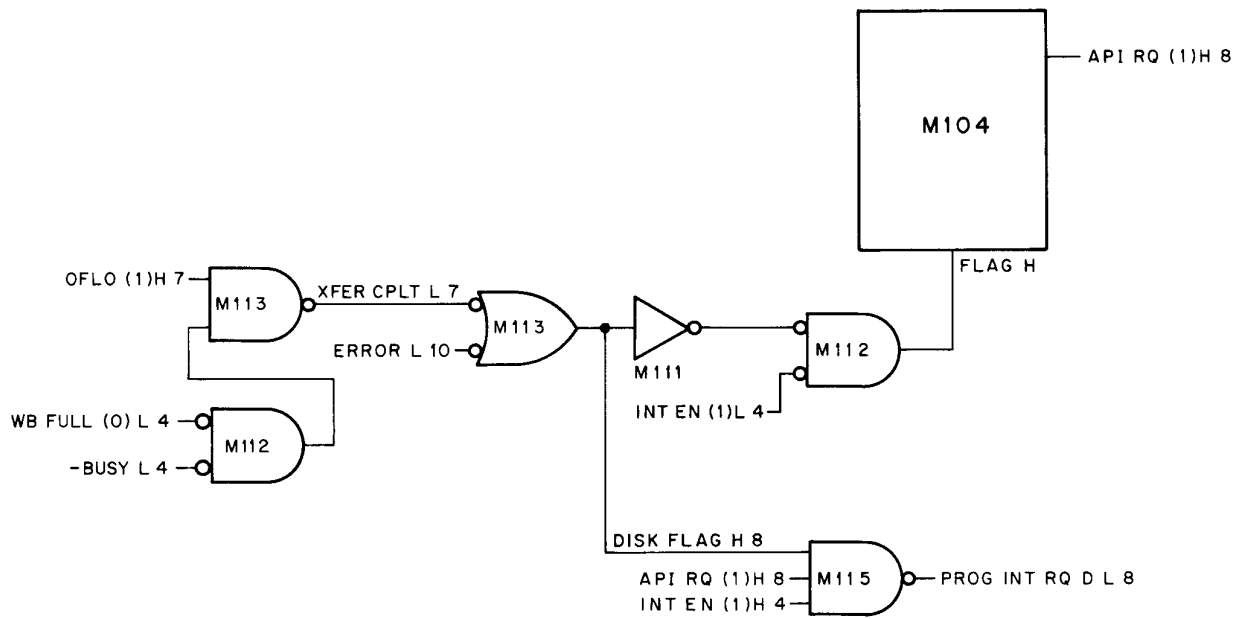 API RQ (1)H 8
M104
FLAG H
OFLO (1)H 7
M113
XFER CPLT L 7
M113
ERROR L 10
M111
M112
INT EN (1)L 4
WB FULL (0) L 4
M112
-BUSY L 4
DISK FLAG H 8
API RQ (1)H 8
M115
PROG INT RQ D L 8
INT EN (1)H 4